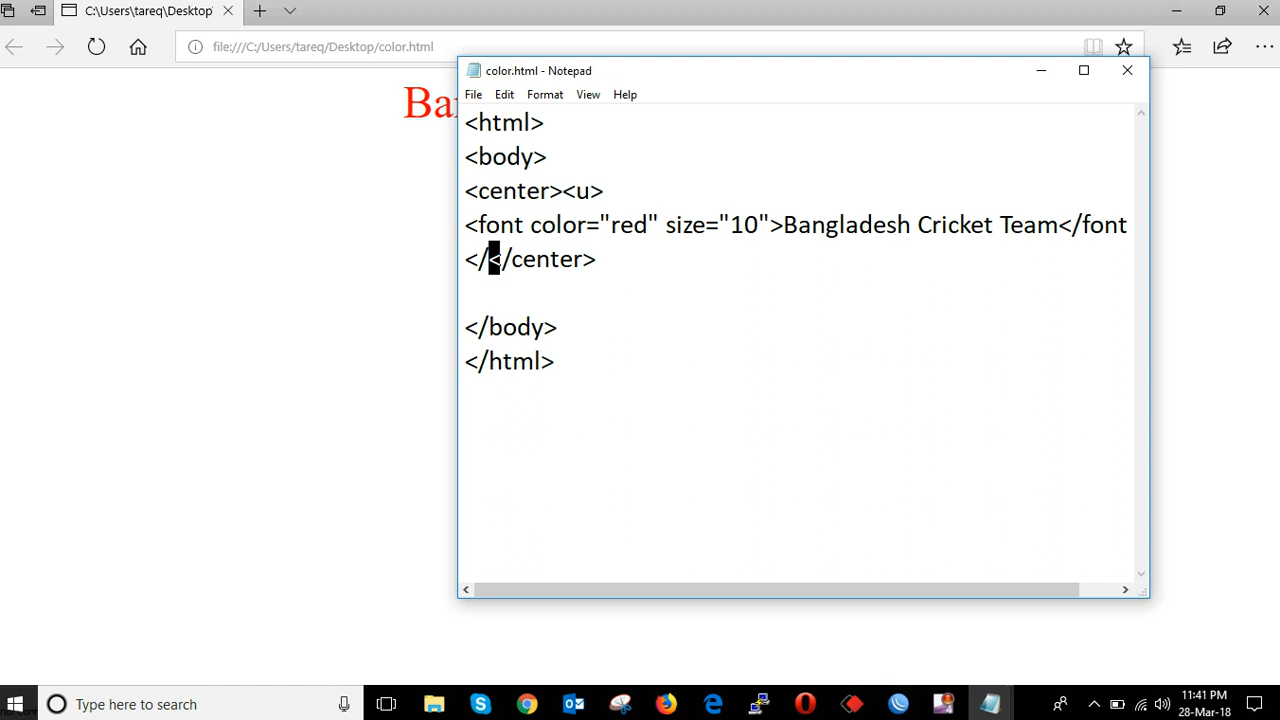 C:\Users\tareq\Desktop\
file:///C:/Users/tareq/Desktop/color.html
color.html - Notepad
File Edit Format View Help
<html>
<body>
<center><u>
<font color="red" size="10">Bangladesh Cricket Team</font
</</center>
</body>
</html>
Type here to search
11:41 PM
28-Mar-18